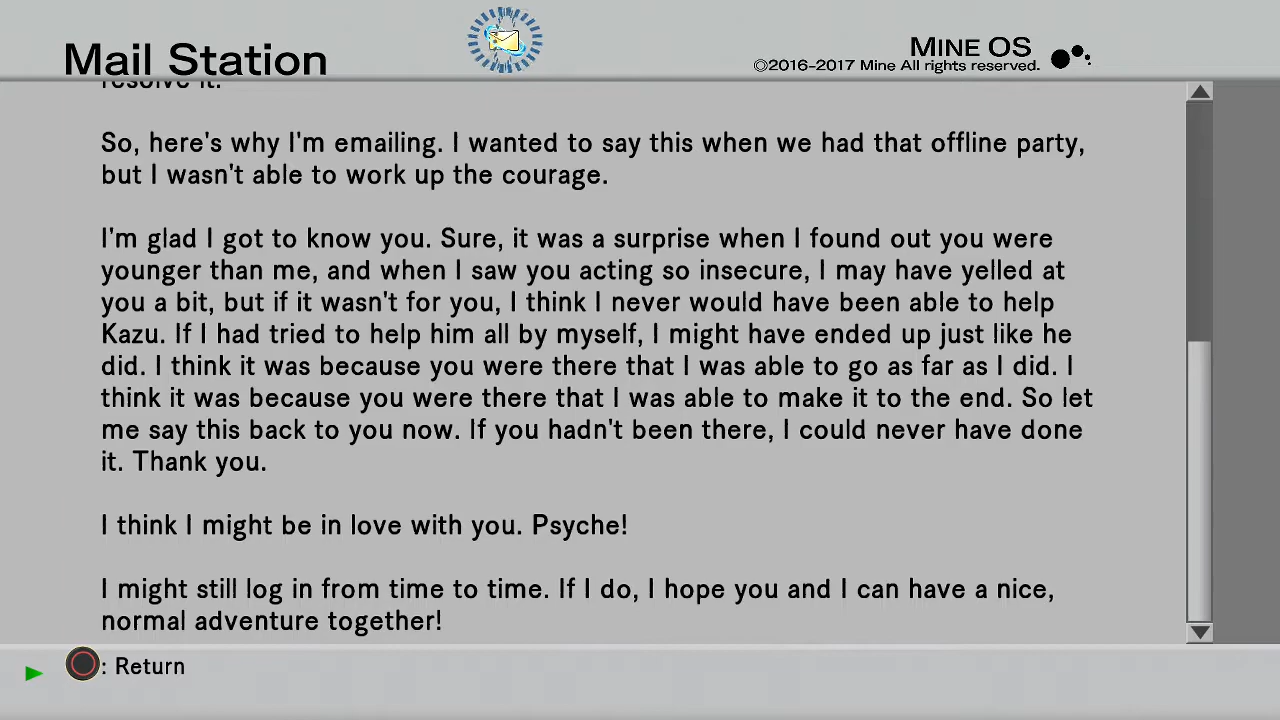 Mail Station
MINE OS
©2016-2017 Mine All rights reserved.
resolve it.
So, here's why I'm emailing. I wanted to say this when we had that offline party,
but I wasn't able to work up the courage.
I'm glad I got to know you. Sure, it was a surprise when I found out you were
younger than me, and when I saw you acting so insecure, I may have yelled at
you a bit, but if it wasn't for you, I think I never would have been able to help
Kazu. If I had tried to help him all by myself, I might have ended up just like he
did. I think it was because you were there that I was able to go as far as I did. I
think it was because you were there that I was able to make it to the end. So let
me say this back to you now. If you hadn't been there, I could never have done
it. Thank you.
I think I might be in love with you. Psyche!
I might still log in from time to time. If I do, I hope you and I can have a nice,
normal adventure together!
: Return